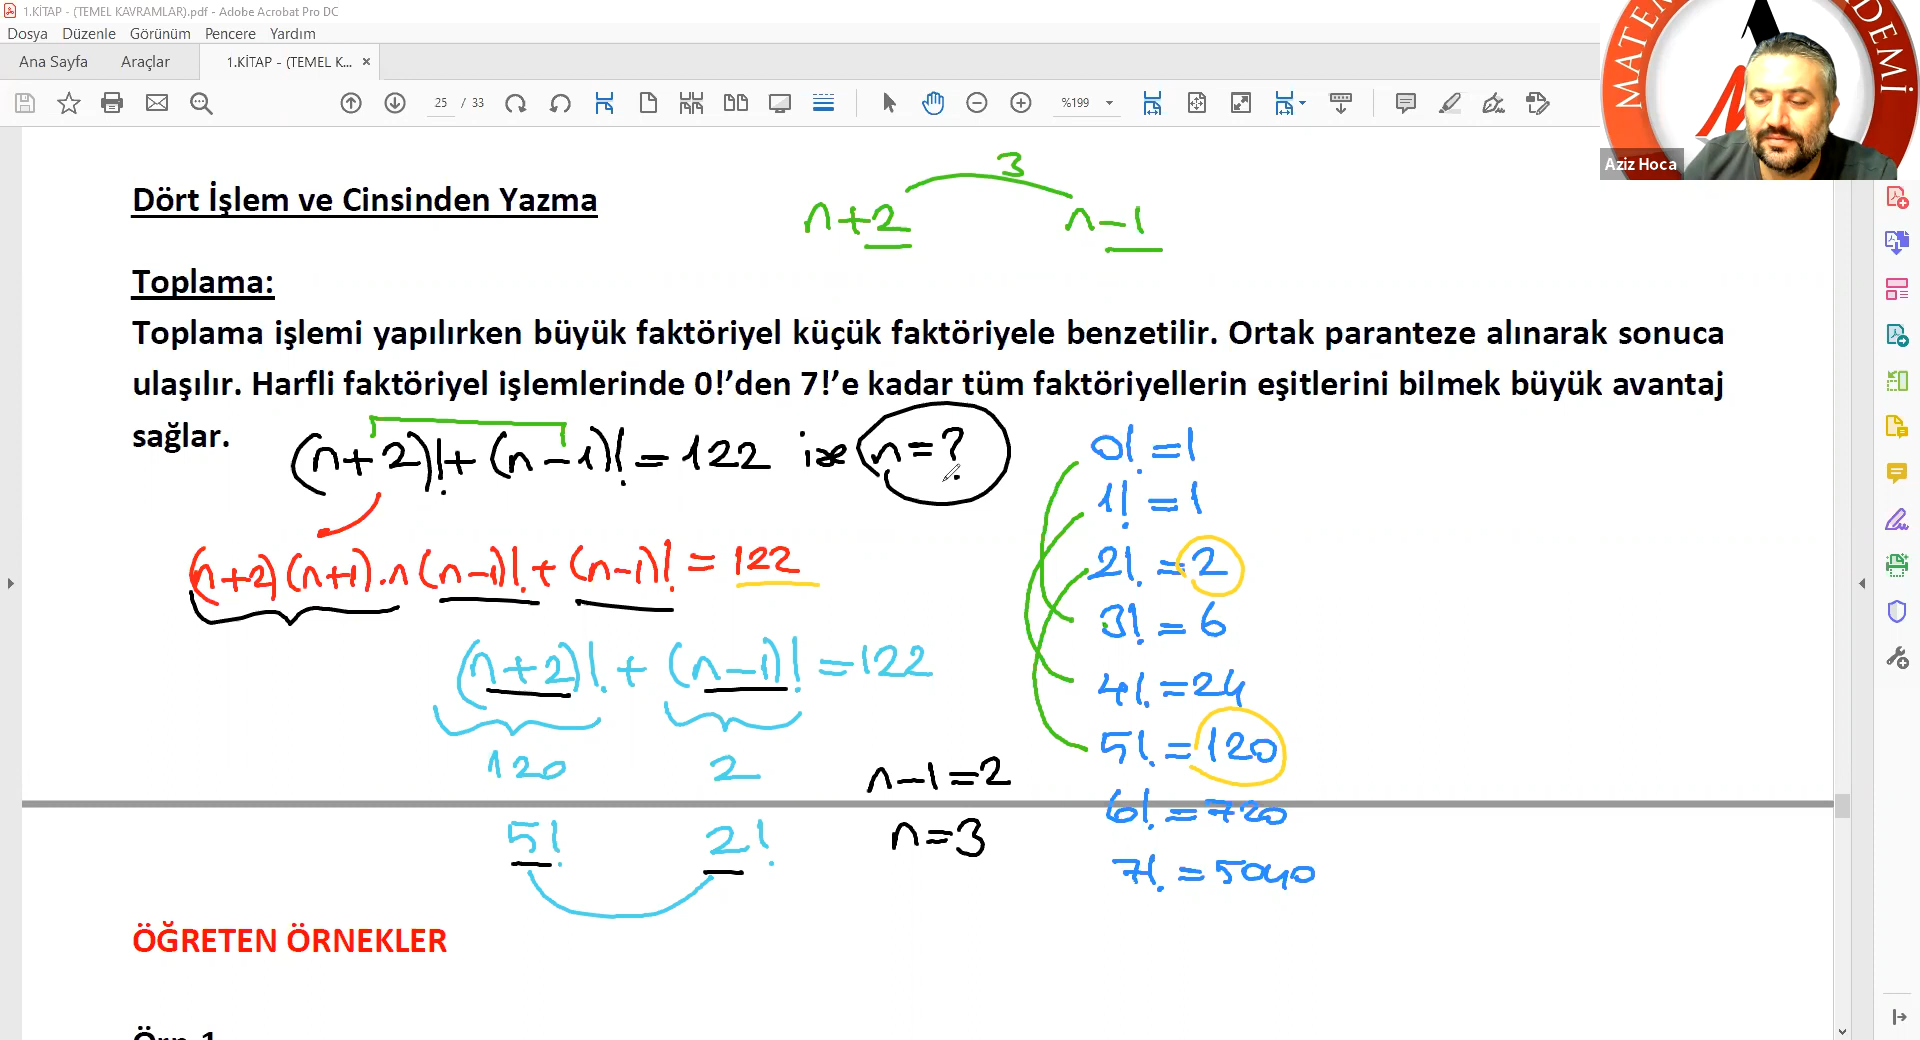 1.KİTAP - (TEMEL KAVRAMLAR).pdf - Adobe Acrobat Pro DC
Dosya Düzenle Görünüm Pencere Yardım
Ana Sayfa Araçlar 1.KİTAP - (TEMEL K... ×
25 / 33 %199
MATEM
DEMİ
Aziz Hoca
3
n+2 n-1
Dört İşlem ve Cinsinden Yazma
Toplama:
Toplama işlemi yapılırken büyük faktöriyel küçük faktöriyele benzetilir. Ortak paranteze alınarak sonuca
ulaşılır. Harfli faktöriyel işlemlerinde 0!’den 7!’e kadar tüm faktöriyellerin eşitlerini bilmek büyük avantaj
sağlar.
(n+2)!+(n-1)!=122 ise n=?
(n+2)(n+1).n(n-1)!+(n-1)!=122
(n+2)!+(n-1)!=122
120 2
5! 2!
n-1=2
n=3
0!=1
1!=1
2!=2
3!=6
4!=24
5!=120
6!=720
7!=5040
ÖĞRETEN ÖRNEKLER
Örn-1